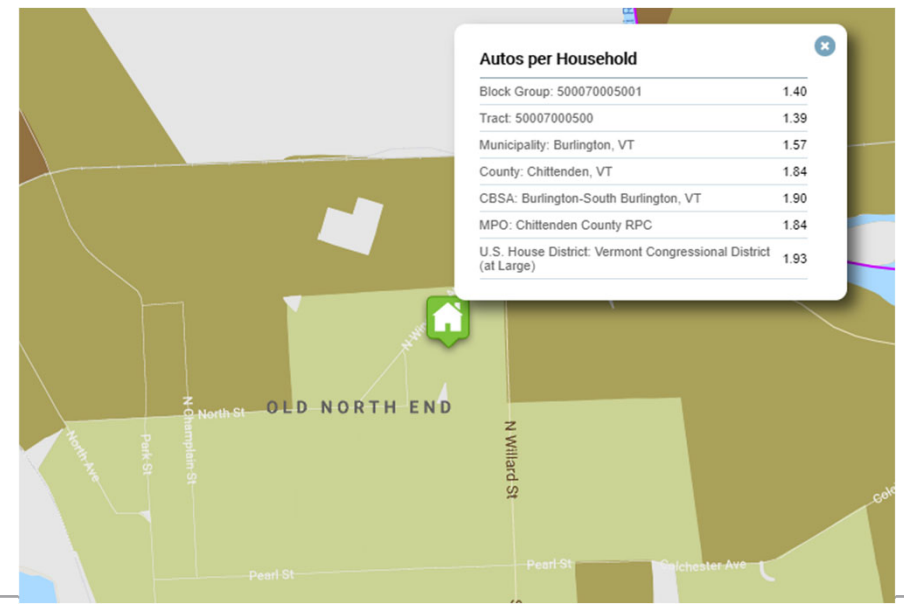 Autos per Household
Block Group: 500070005001 1.40
Tract: 50007000500 1.39
Municipality: Burlington, VT 1.57
County: Chittenden, VT 1.84
CBSA: Burlington-South Burlington, VT 1.90
MPO: Chittenden County RPC 1.84
U.S. House District: Vermont Congressional District
(at Large) 1.93
N Champlain St
North St
OLD NORTH END
North Ave
Park St
N Willard St
Pearl St
Pearl St
Colchester Ave